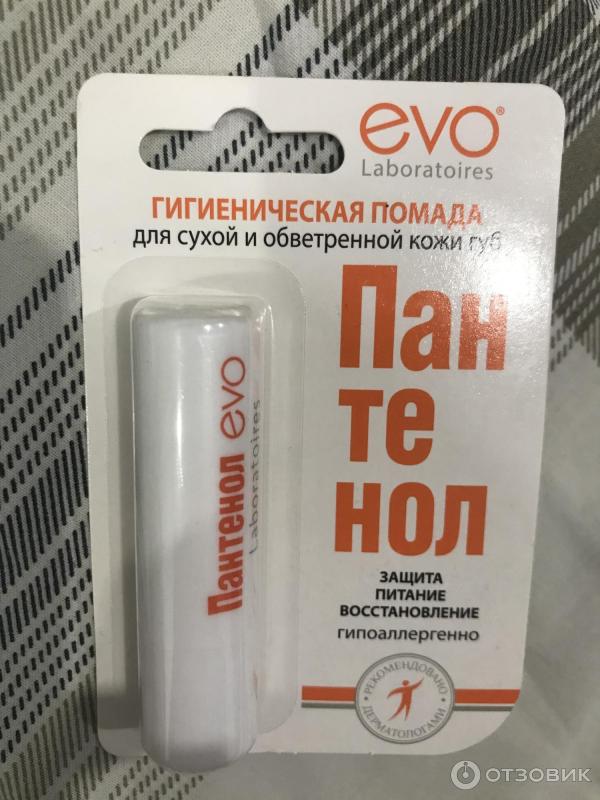 evo®
Laboratoires
ГИГИЕНИЧЕСКАЯ ПОМАДА
для сухой и обветренной кожи губ
Пан
те
нол
Пантенол evo
Laboratoires
ЗАЩИТА
ПИТАНИЕ
ВОССТАНОВЛЕНИЕ
гипоаллергенно
• РЕКОМЕНДОВАНО •
ДЕРМАТОЛОГАМИ
ОТЗОВИК